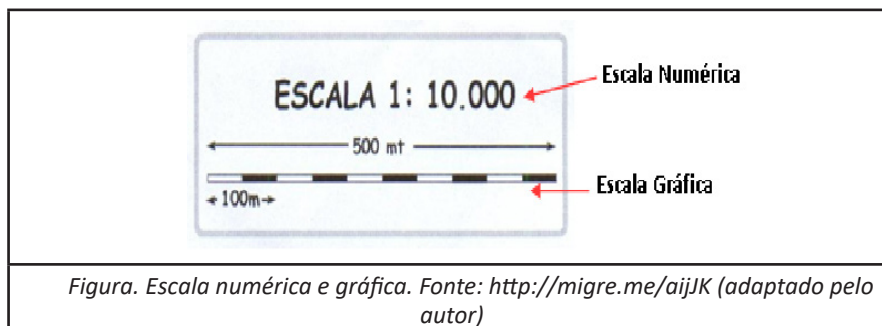 ESCALA 1: 10.000
Escala Numérica
500 mt
Escala Gráfica
100m
Figura. Escala numérica e gráfica. Fonte: http://migre.me/aijJK (adaptado pelo
autor)